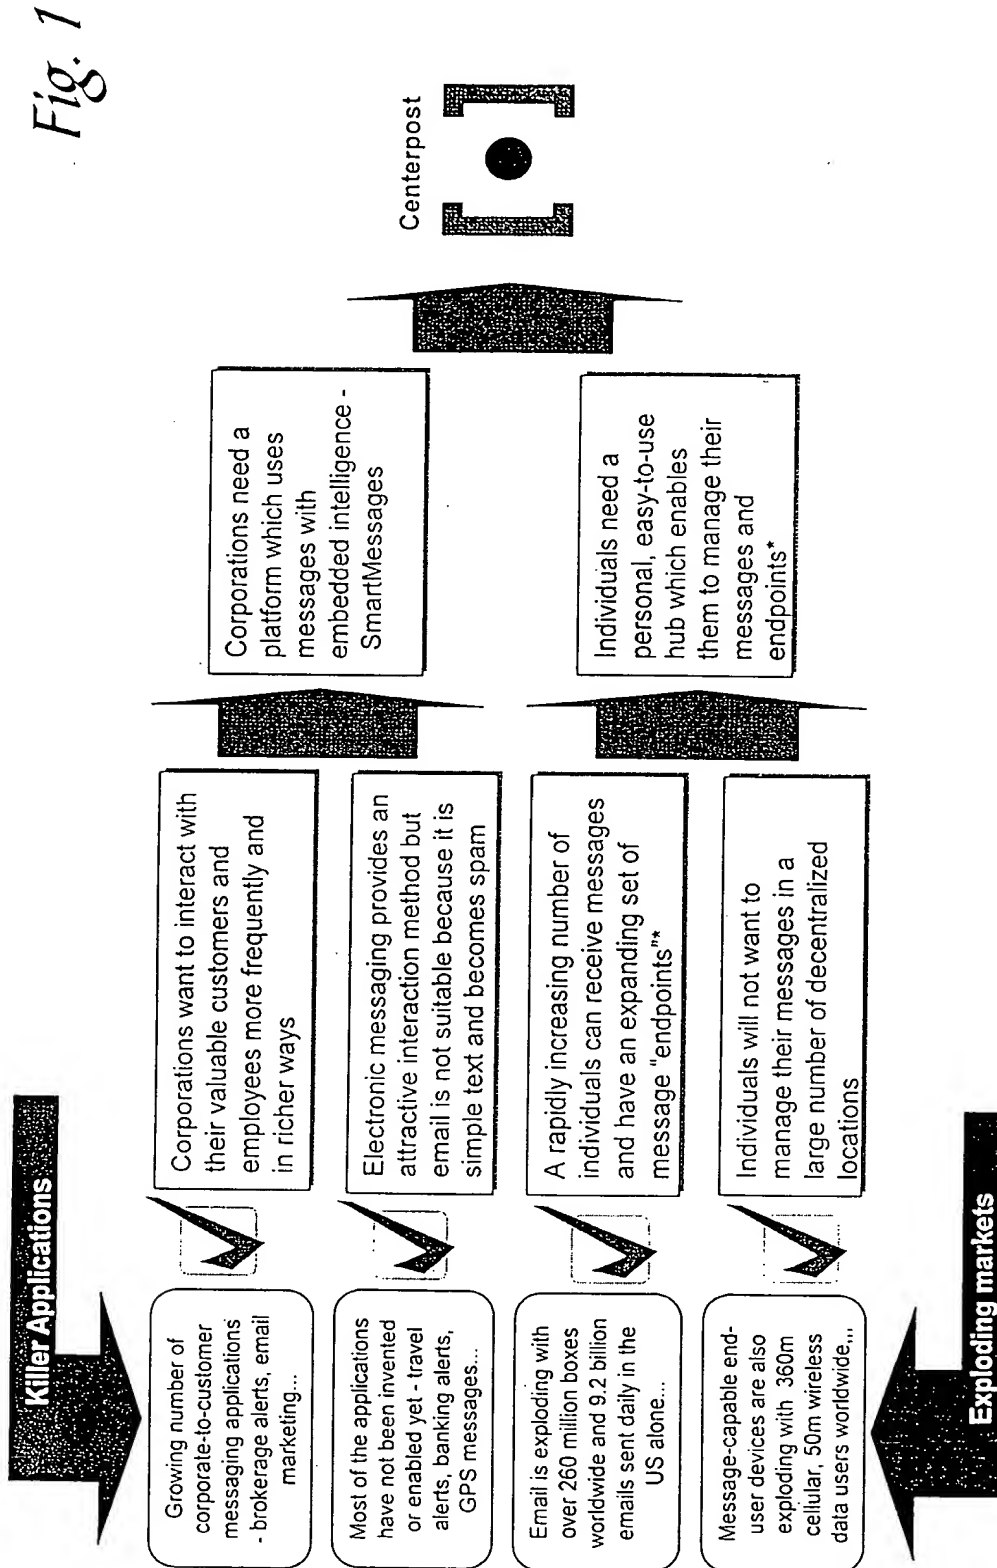 Fig. 1
Killer Applications
Growing number of
corporate-to-customer
messaging applications
- brokerage alerts, email
marketing...
Corporations want to interact with
their valuable customers and
employees more frequently and
in richer ways
Most of the applications
have not been invented
or enabled yet - travel
alerts, banking alerts,
GPS messages...
Electronic messaging provides an
attractive interaction method but
email is not suitable because it is
simple text and becomes spam
Corporations need a
platform which uses
messages with
embedded intelligence -
SmartMessages
Email is exploding with
over 260 million boxes
worldwide and 9.2 billion
emails sent daily in the
US alone...
A rapidly increasing number of
individuals can receive messages
and have an expanding set of
message "endpoints"*
Message-capable end-
user devices are also
exploding with 360m
cellular, 50m wireless
data users worldwide,,,
Individuals will not want to
manage their messages in a
large number of decentralized
locations
Individuals need a
personal, easy-to-use
hub which enables
them to manage their
messages and
endpoints*
Centerpost
Exploding markets